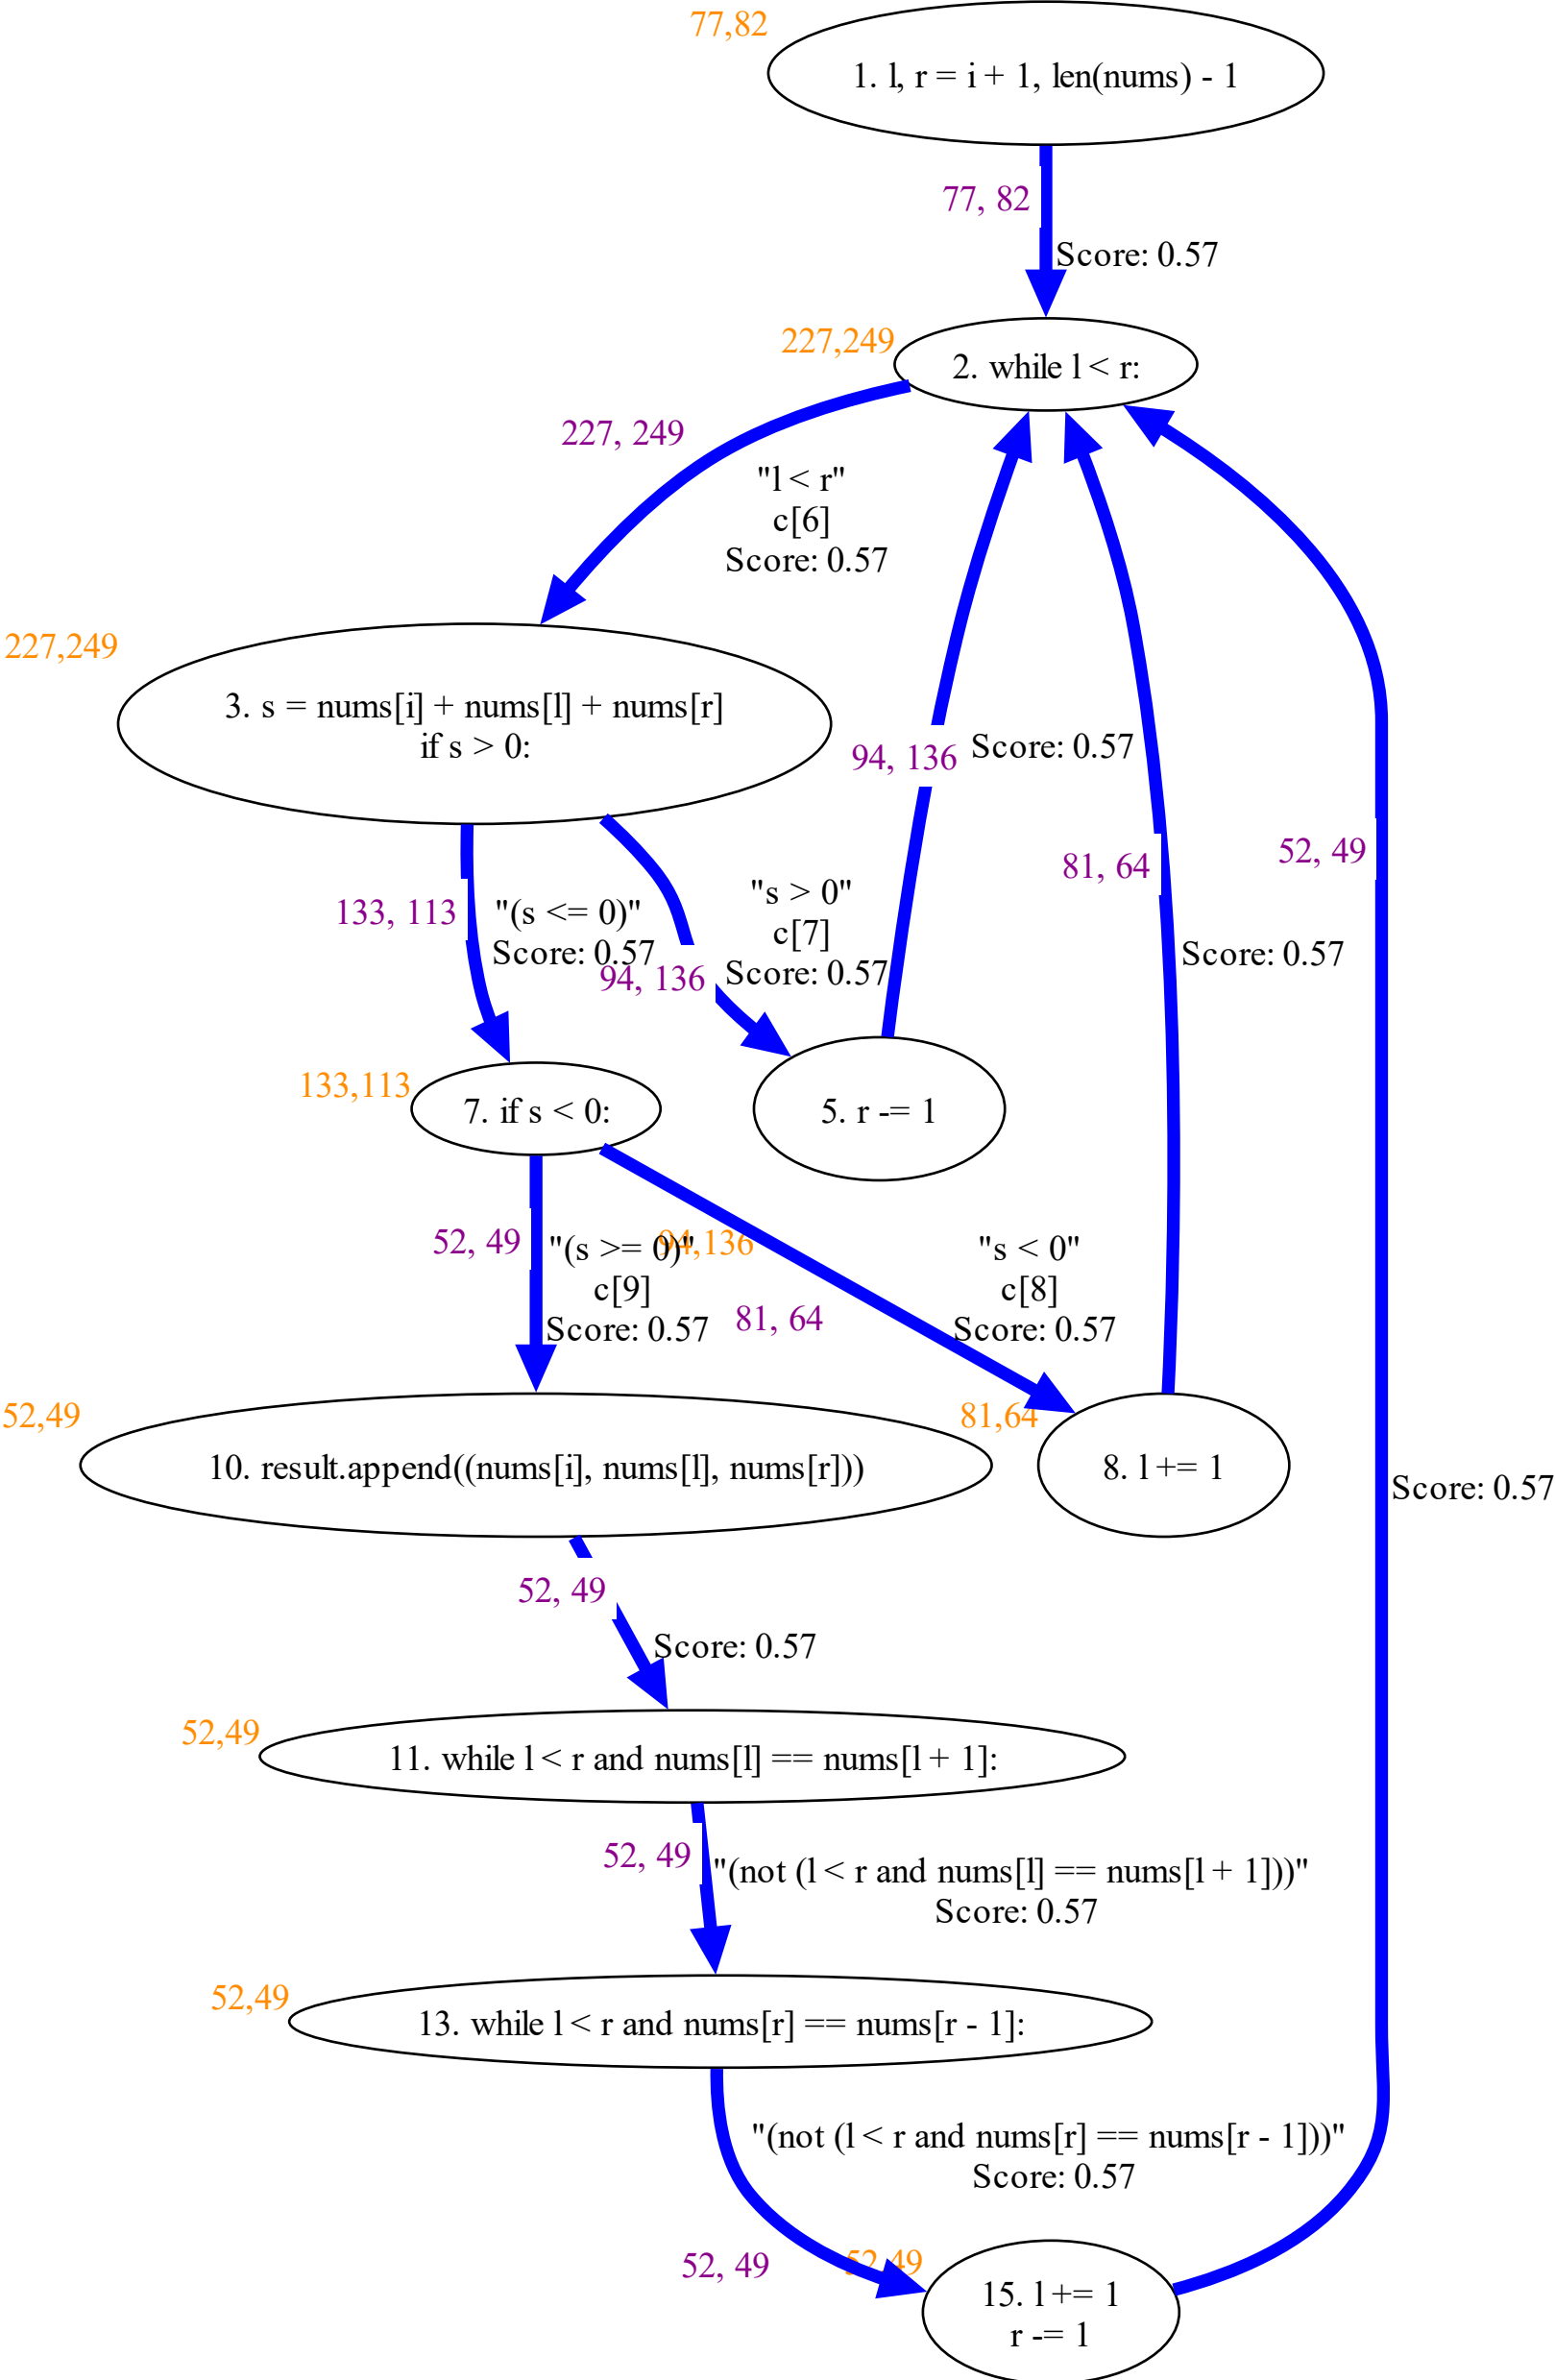 77,82
1. l, r = i + 1, len(nums) - 1
77, 82
Score: 0.57
227,249
2. while l < r:
227, 249
"l < r"
c[6]
Score: 0.57
227,249
3. s = nums[i] + nums[l] + nums[r]
if s > 0:
94, 136
Score: 0.57
81, 64
52, 49
133, 113
"(s <= 0)"
Score: 0.57
94, 136
"s > 0"
c[7]
Score: 0.57
Score: 0.57
133,113
7. if s < 0:
5. r -= 1
52, 49
"(s >= 0)"
c[9]
Score: 0.57
94,136
81, 64
"s < 0"
c[8]
Score: 0.57
52,49
10. result.append((nums[i], nums[l], nums[r]))
81,64
8. l += 1
Score: 0.57
52, 49
Score: 0.57
52,49
11. while l < r and nums[l] == nums[l + 1]:
52, 49
"(not (l < r and nums[l] == nums[l + 1]))"
Score: 0.57
52,49
13. while l < r and nums[r] == nums[r - 1]:
"(not (l < r and nums[r] == nums[r - 1]))"
Score: 0.57
52, 49
52,49
15. l += 1
r -= 1